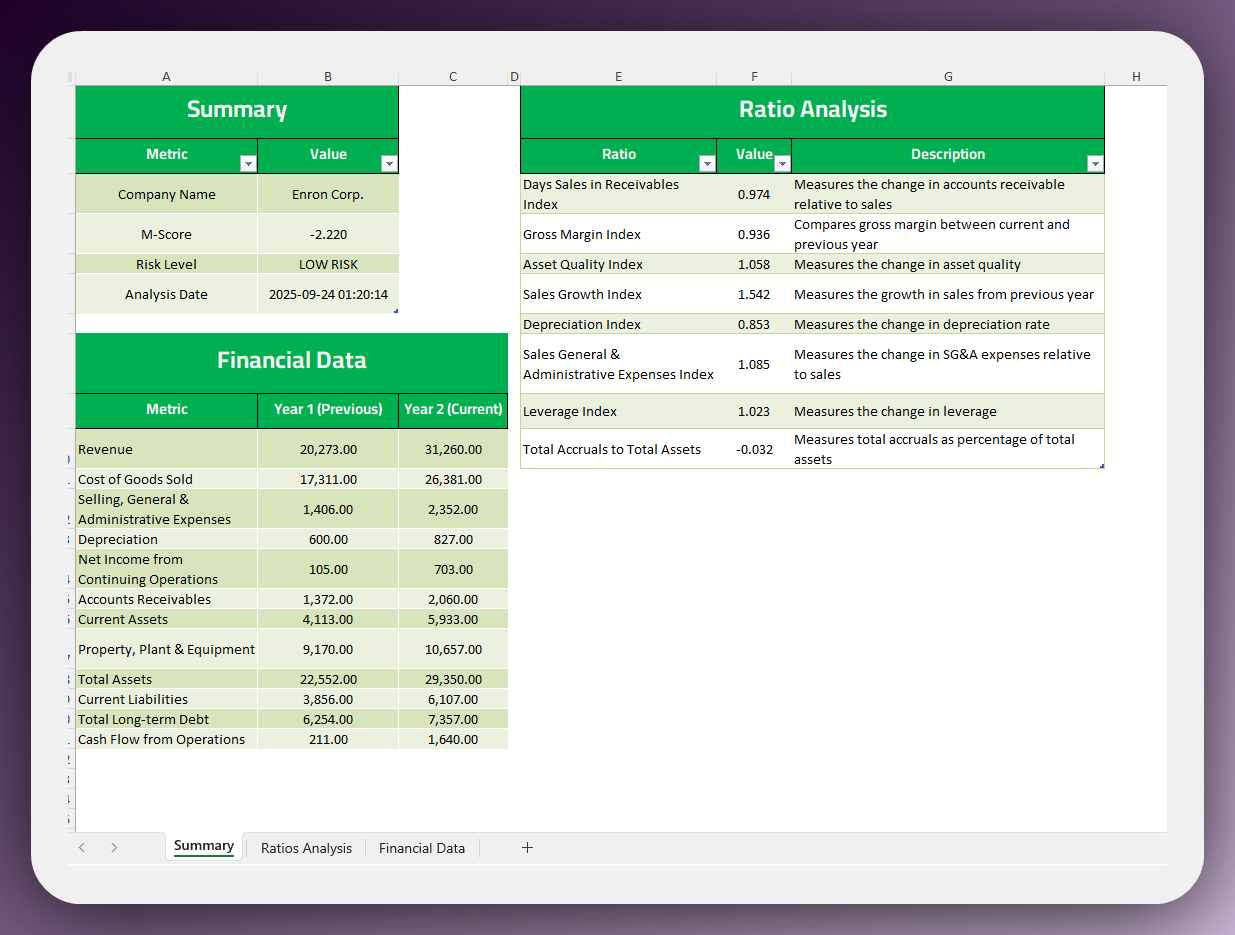 A B C D E F G H
Summary
Metric Value
Company Name Enron Corp.
M-Score -2.220
Risk Level LOW RISK
Analysis Date 2025-09-24 01:20:14
Financial Data
Metric Year 1 (Previous) Year 2 (Current)
Revenue 20,273.00 31,260.00
Cost of Goods Sold 17,311.00 26,381.00
Selling, General &
Administrative Expenses 1,406.00 2,352.00
Depreciation 600.00 827.00
Net Income from
Continuing Operations 105.00 703.00
Accounts Receivables 1,372.00 2,060.00
Current Assets 4,113.00 5,933.00
Property, Plant & Equipment 9,170.00 10,657.00
Total Assets 22,552.00 29,350.00
Current Liabilities 3,856.00 6,107.00
Total Long-term Debt 6,254.00 7,357.00
Cash Flow from Operations 211.00 1,640.00
Ratio Analysis
Ratio Value Description
Days Sales in Receivables
Index 0.974 Measures the change in accounts receivable
relative to sales
Gross Margin Index 0.936 Compares gross margin between current and
previous year
Asset Quality Index 1.058 Measures the change in asset quality
Sales Growth Index 1.542 Measures the growth in sales from previous year
Depreciation Index 0.853 Measures the change in depreciation rate
Sales General &
Administrative Expenses Index 1.085 Measures the change in SG&A expenses relative
to sales
Leverage Index 1.023 Measures the change in leverage
Total Accruals to Total Assets -0.032 Measures total accruals as percentage of total
assets
Summary Ratios Analysis Financial Data +